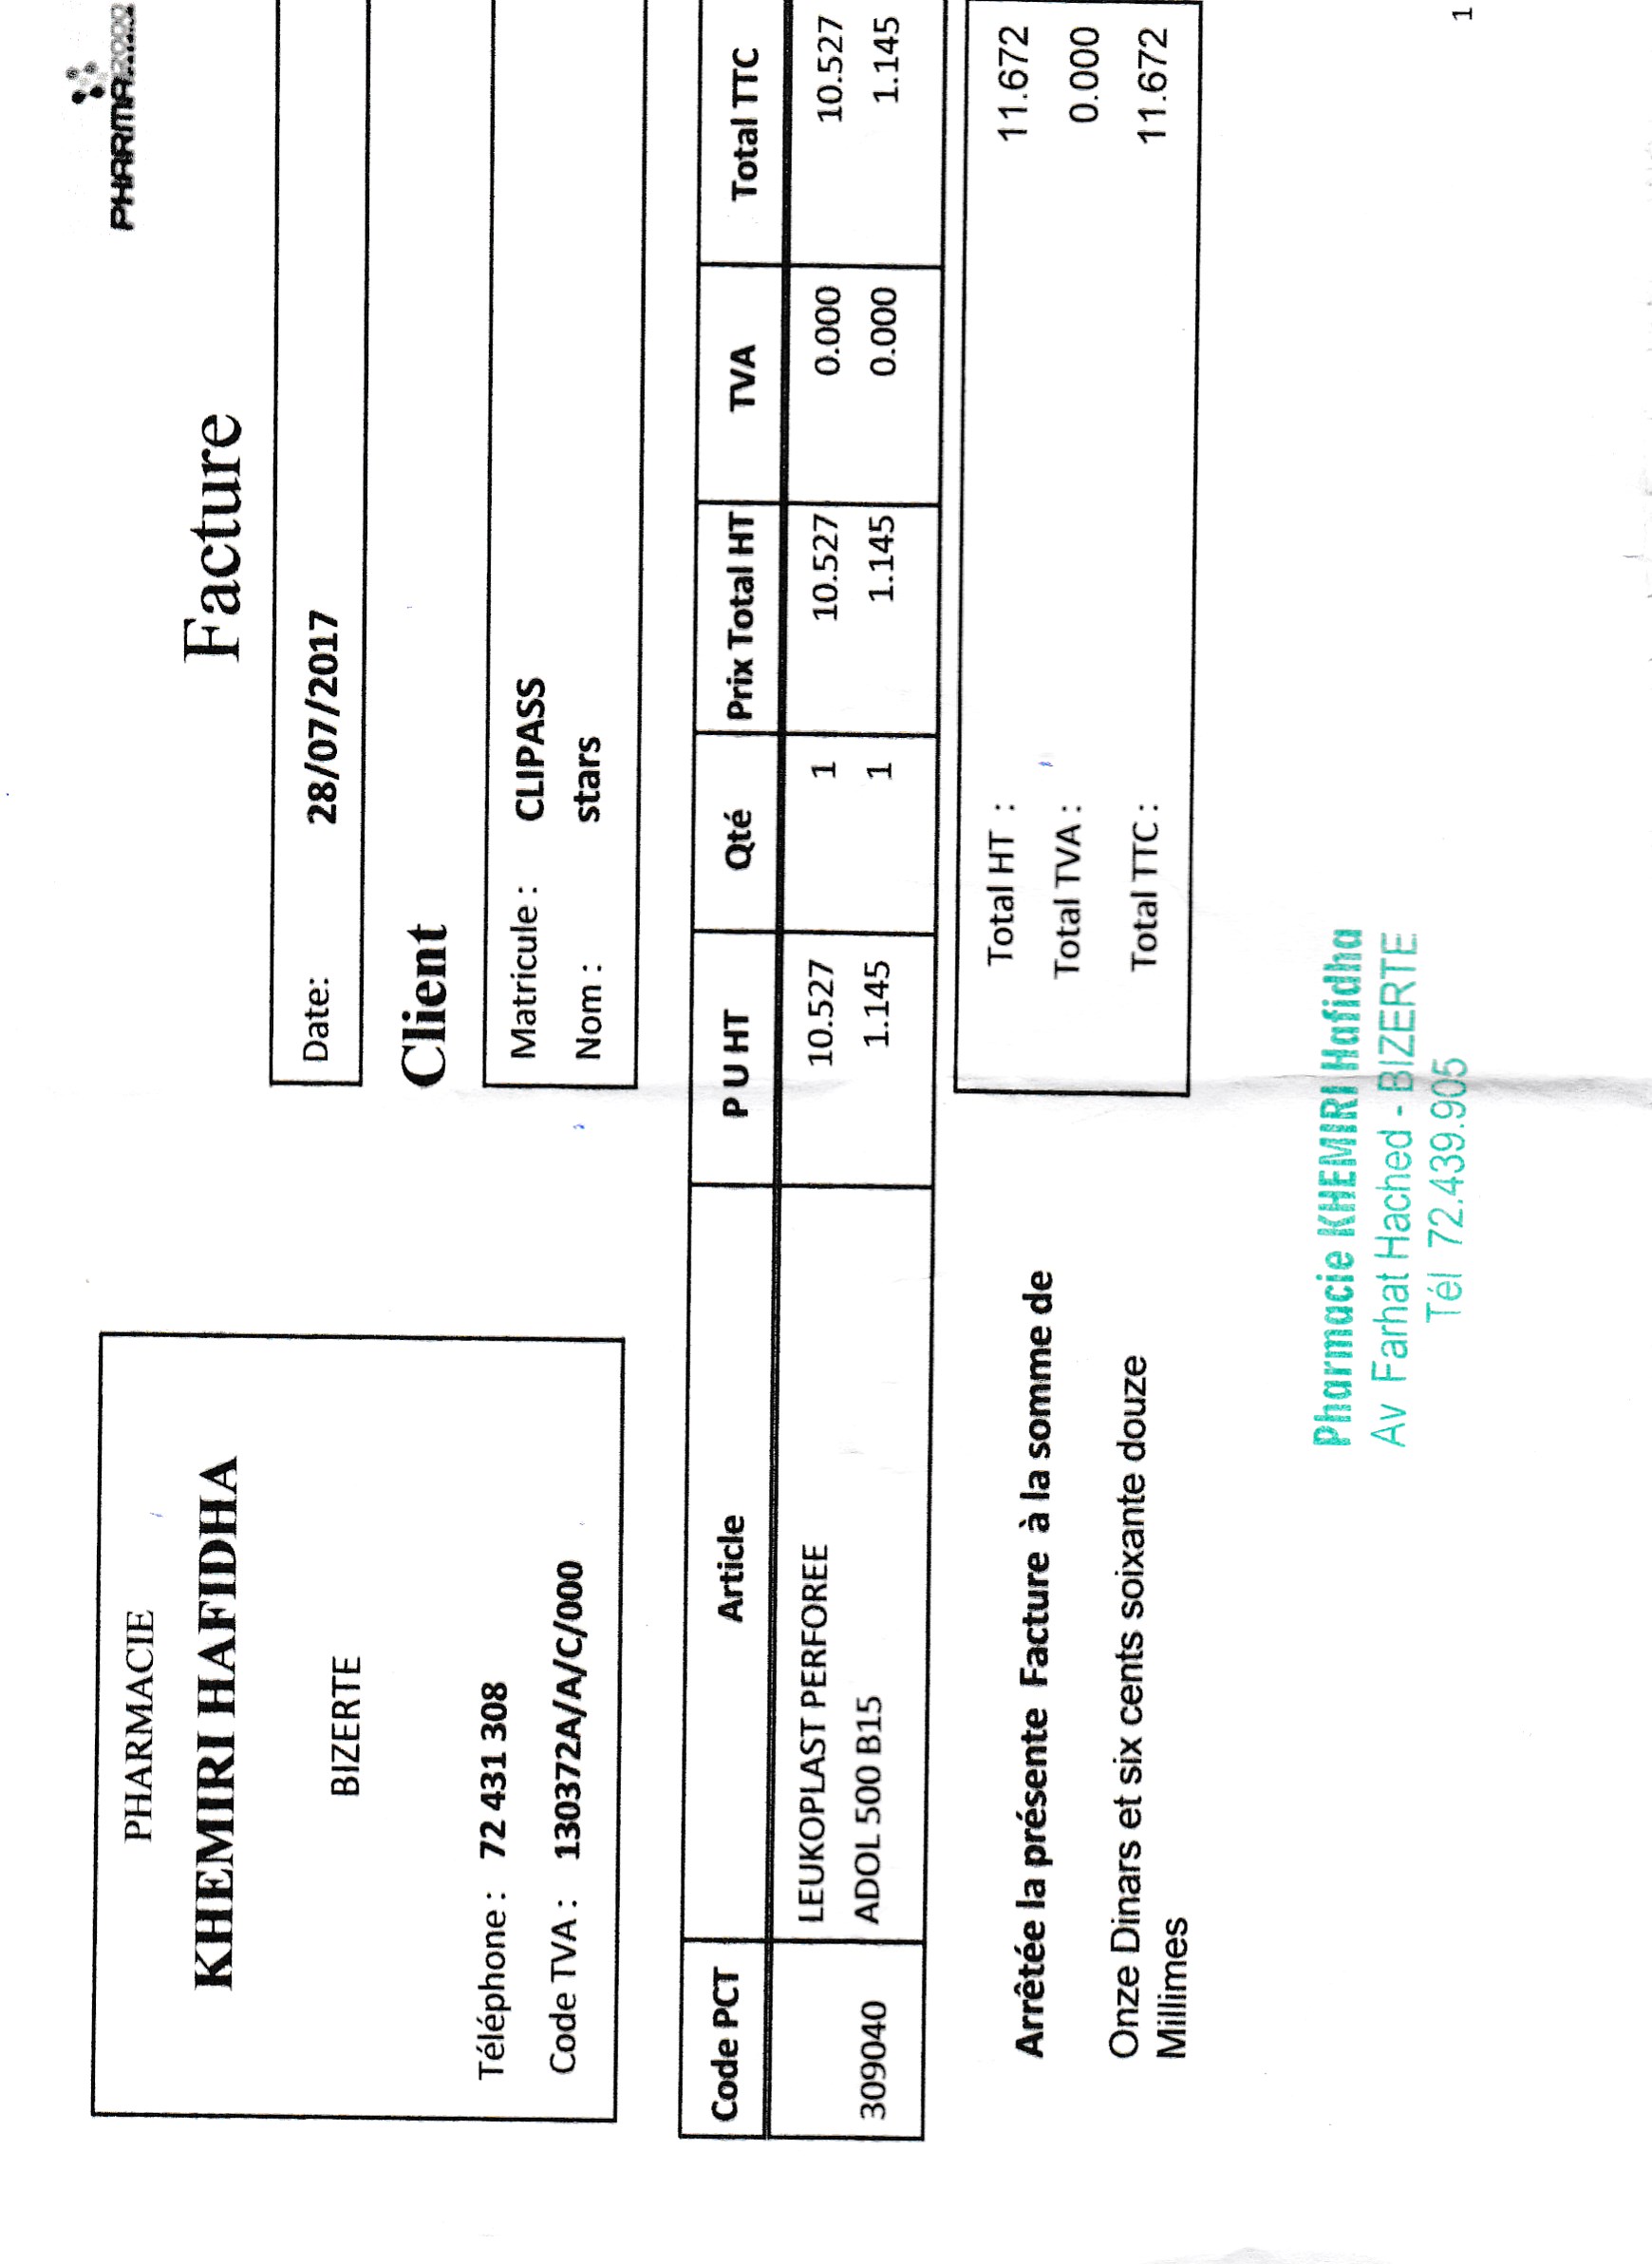 PHARMA2000
PHARMACIE
KHEMIRI HAFIDHA
BIZERTE
Téléphone : 72 431 308
Code TVA : 130372A/A/C/000
Facture
Date: 28/07/2017
Client
Matricule : CLIPASS
Nom : stars
Code PCT Article P U HT Qté Prix Total HT TVA Total TTC
LEUKOPLAST PERFOREE 10.527 1 10.527 0.000 10.527
309040 ADOL 500 B15 1.145 1 1.145 0.000 1.145
Arrêtée la présente Facture à la somme de
Onze Dinars et six cents soixante douze
Millimes
Total HT : 11.672
Total TVA : 0.000
Total TTC : 11.672
Pharmacie KHEMIRI Hafidha
Av Farhat Hached - BIZERTE
Tél 72.439.905
1